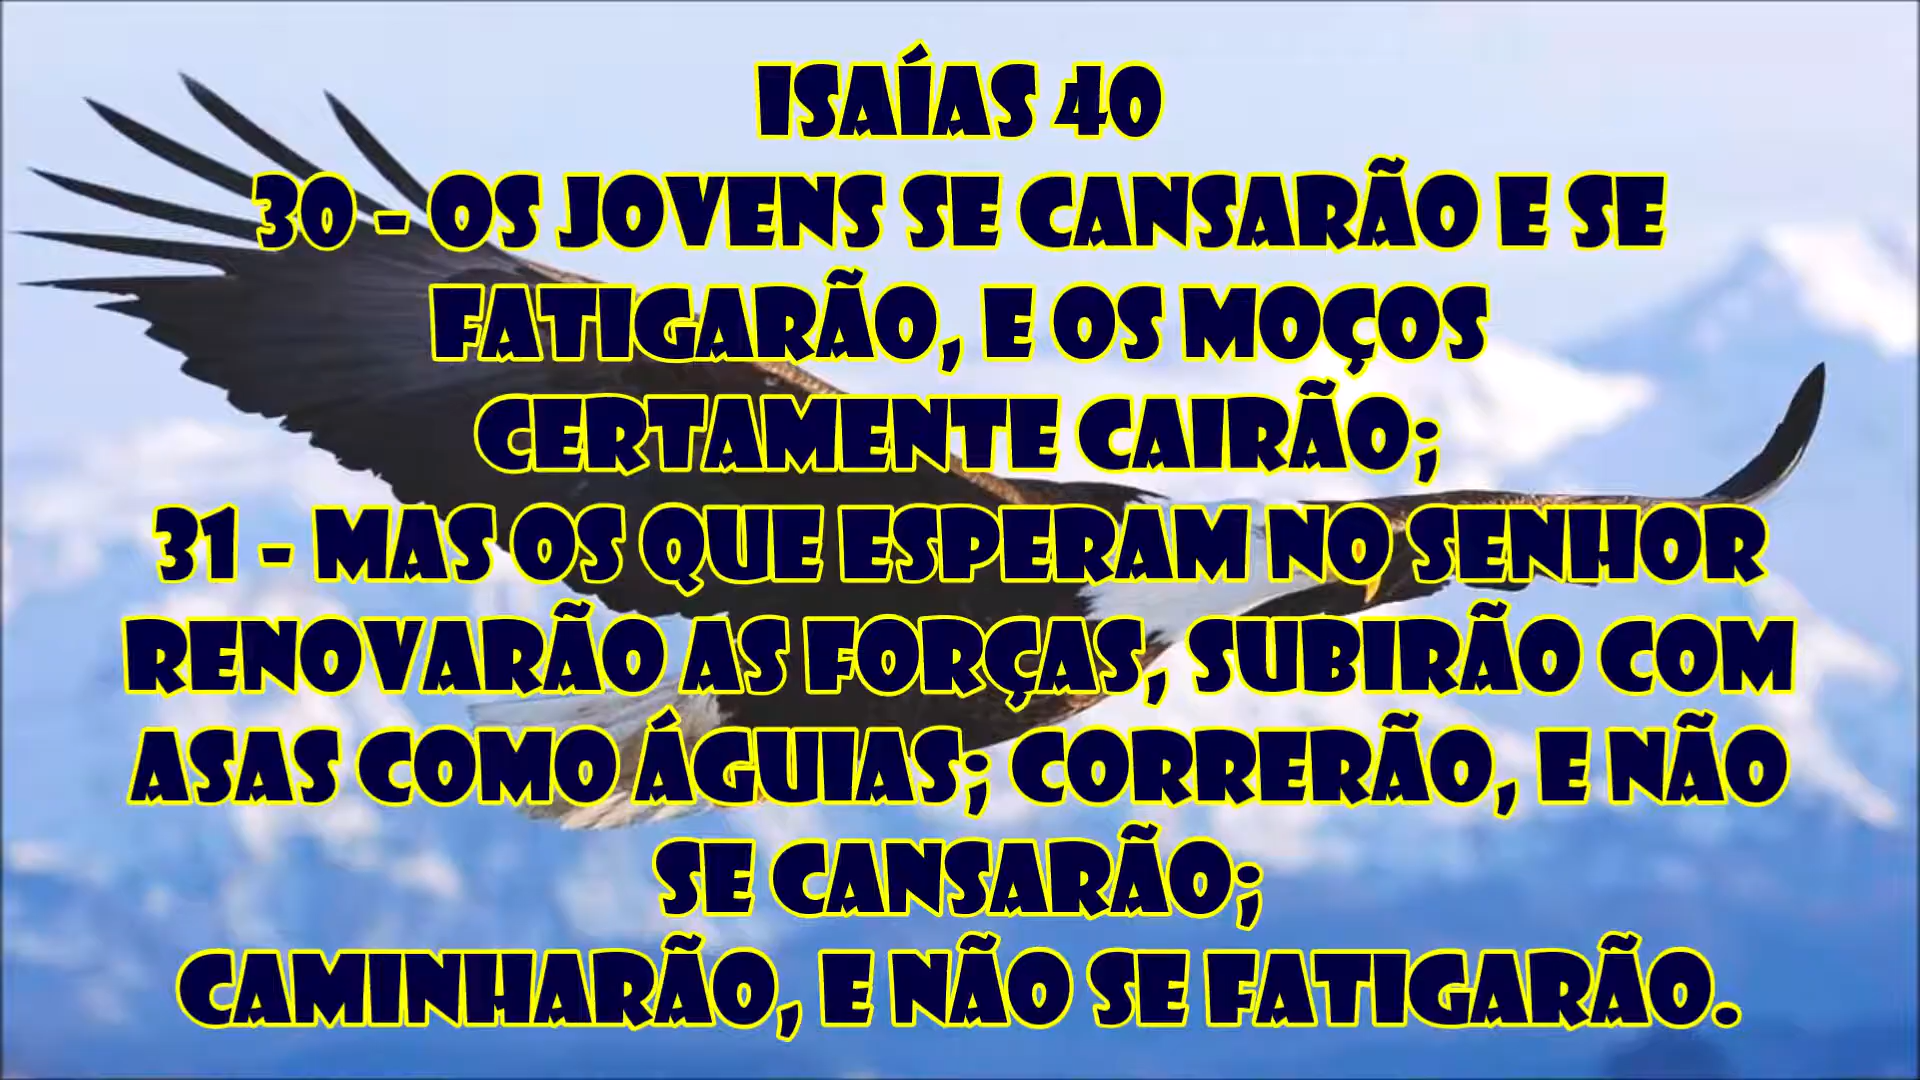 ISAÍAS 40
30 - OS JOVENS SE CANSARÃO E SE
FATIGARÃO, E OS MOÇOS
CERTAMENTE CAIRÃO;
31 - MAS OS QUE ESPERAM NO SENHOR
RENOVARÃO AS FORÇAS, SUBIRÃO COM
ASAS COMO ÁGUIAS; CORRERÃO, E NÃO
SE CANSARÃO;
CAMINHARÃO, E NÃO SE FATIGARÃO.